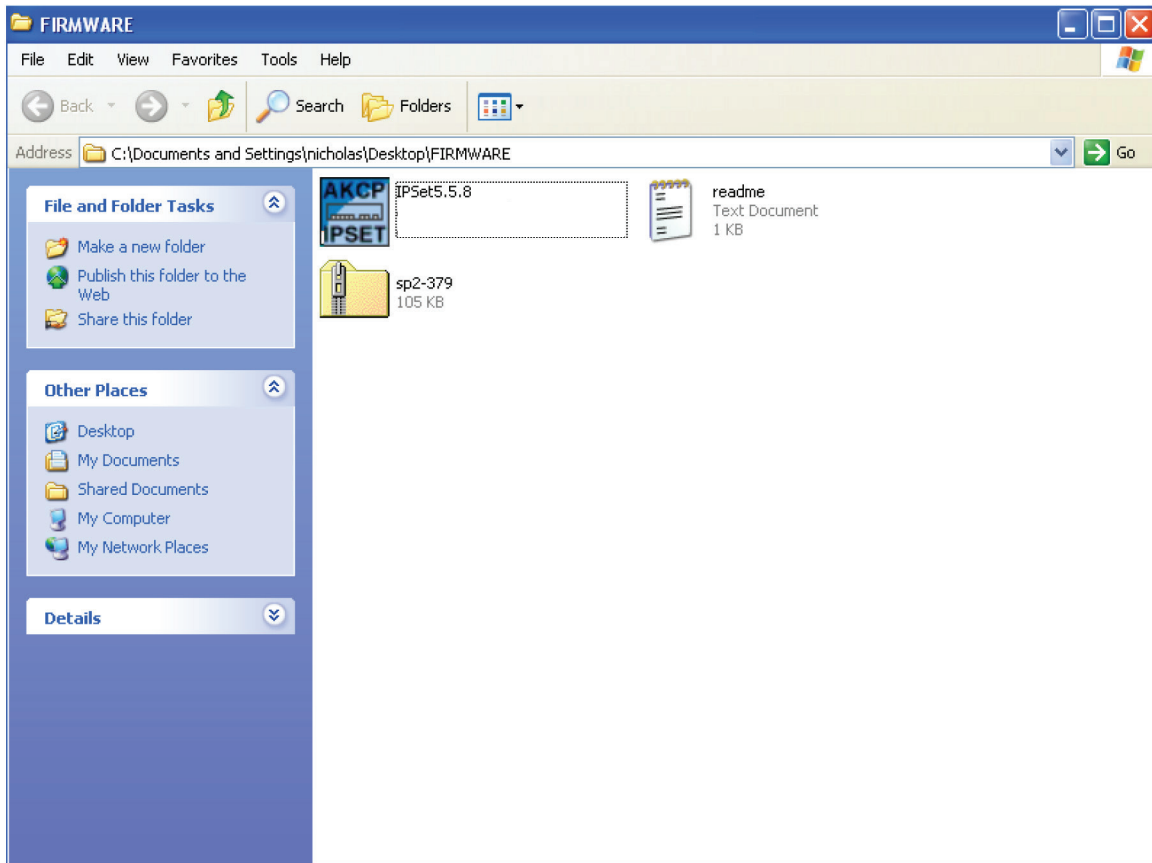 FIRMWARE
File Edit View Favorites Tools Help
Back Search Folders
Address C:\Documents and Settings\nicholas\Desktop\FIRMWARE Go
File and Folder Tasks
Make a new folder
Publish this folder to the
Web
Share this folder
Other Places
Desktop
My Documents
Shared Documents
My Computer
My Network Places
Details
AKCP
IPSET
IPSet5.5.8
readme
Text Document
1 KB
sp2-379
105 KB